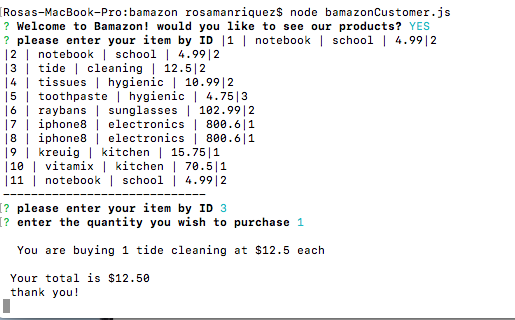 [Rosas-MacBook-Pro:bamazon rosamanriquez$ node bamazonCustomer.js
? Welcome to Bamazon! would you like to see our products? YES
? please enter your item by ID |1 | notebook | school | 4.99|2
|2 | notebook | school | 4.99|2
|3 | tide | cleaning | 12.5|2
|4 | tissues | hygienic | 10.99|2
|5 | toothpaste | hygienic | 4.75|3
|6 | raybans | sunglasses | 102.99|2
|7 | iphone8 | electronics | 800.6|1
|8 | iphone8 | electronics | 800.6|1
|9 | kreuig | kitchen | 15.75|1
|10 | vitamix | kitchen | 70.5|1
|11 | notebook | school | 4.99|2
-----------------------------
[? please enter your item by ID 3
[? enter the quantity you wish to purchase 1
You are buying 1 tide cleaning at $12.5 each
Your total is $12.50
thank you!